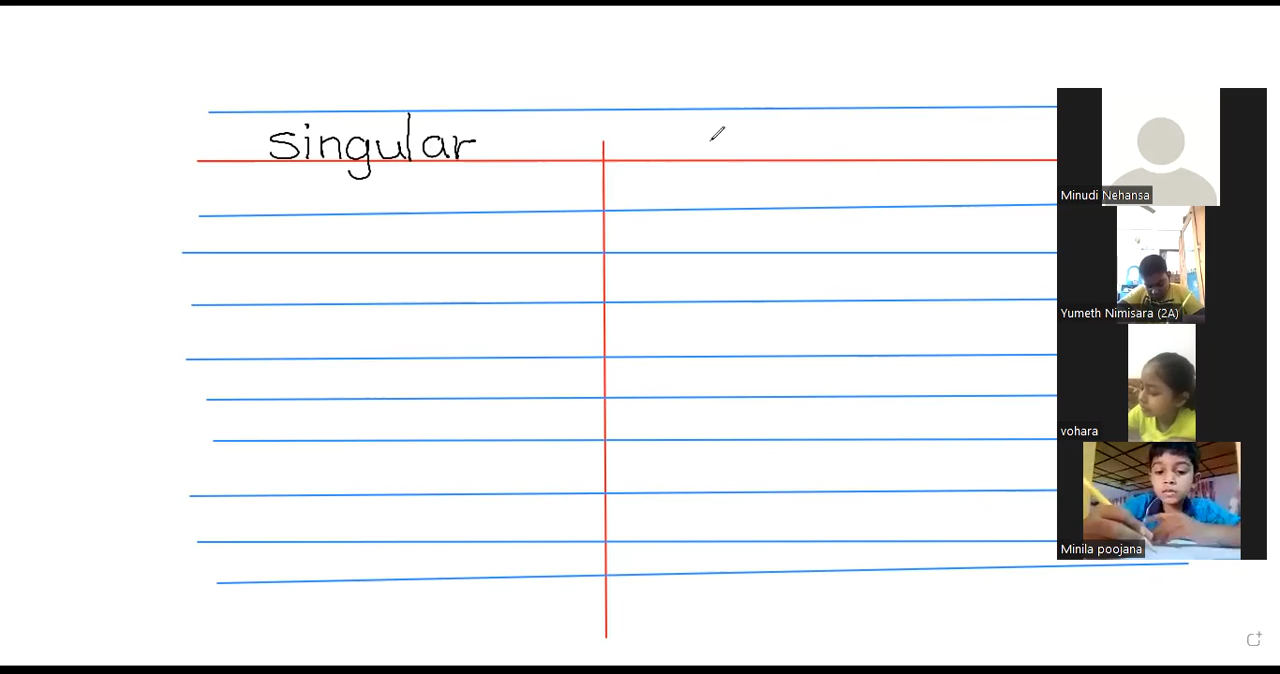 singular
Minudi Nehansa
Yumeth Nimisara (2A)
vohara
Minila poojana